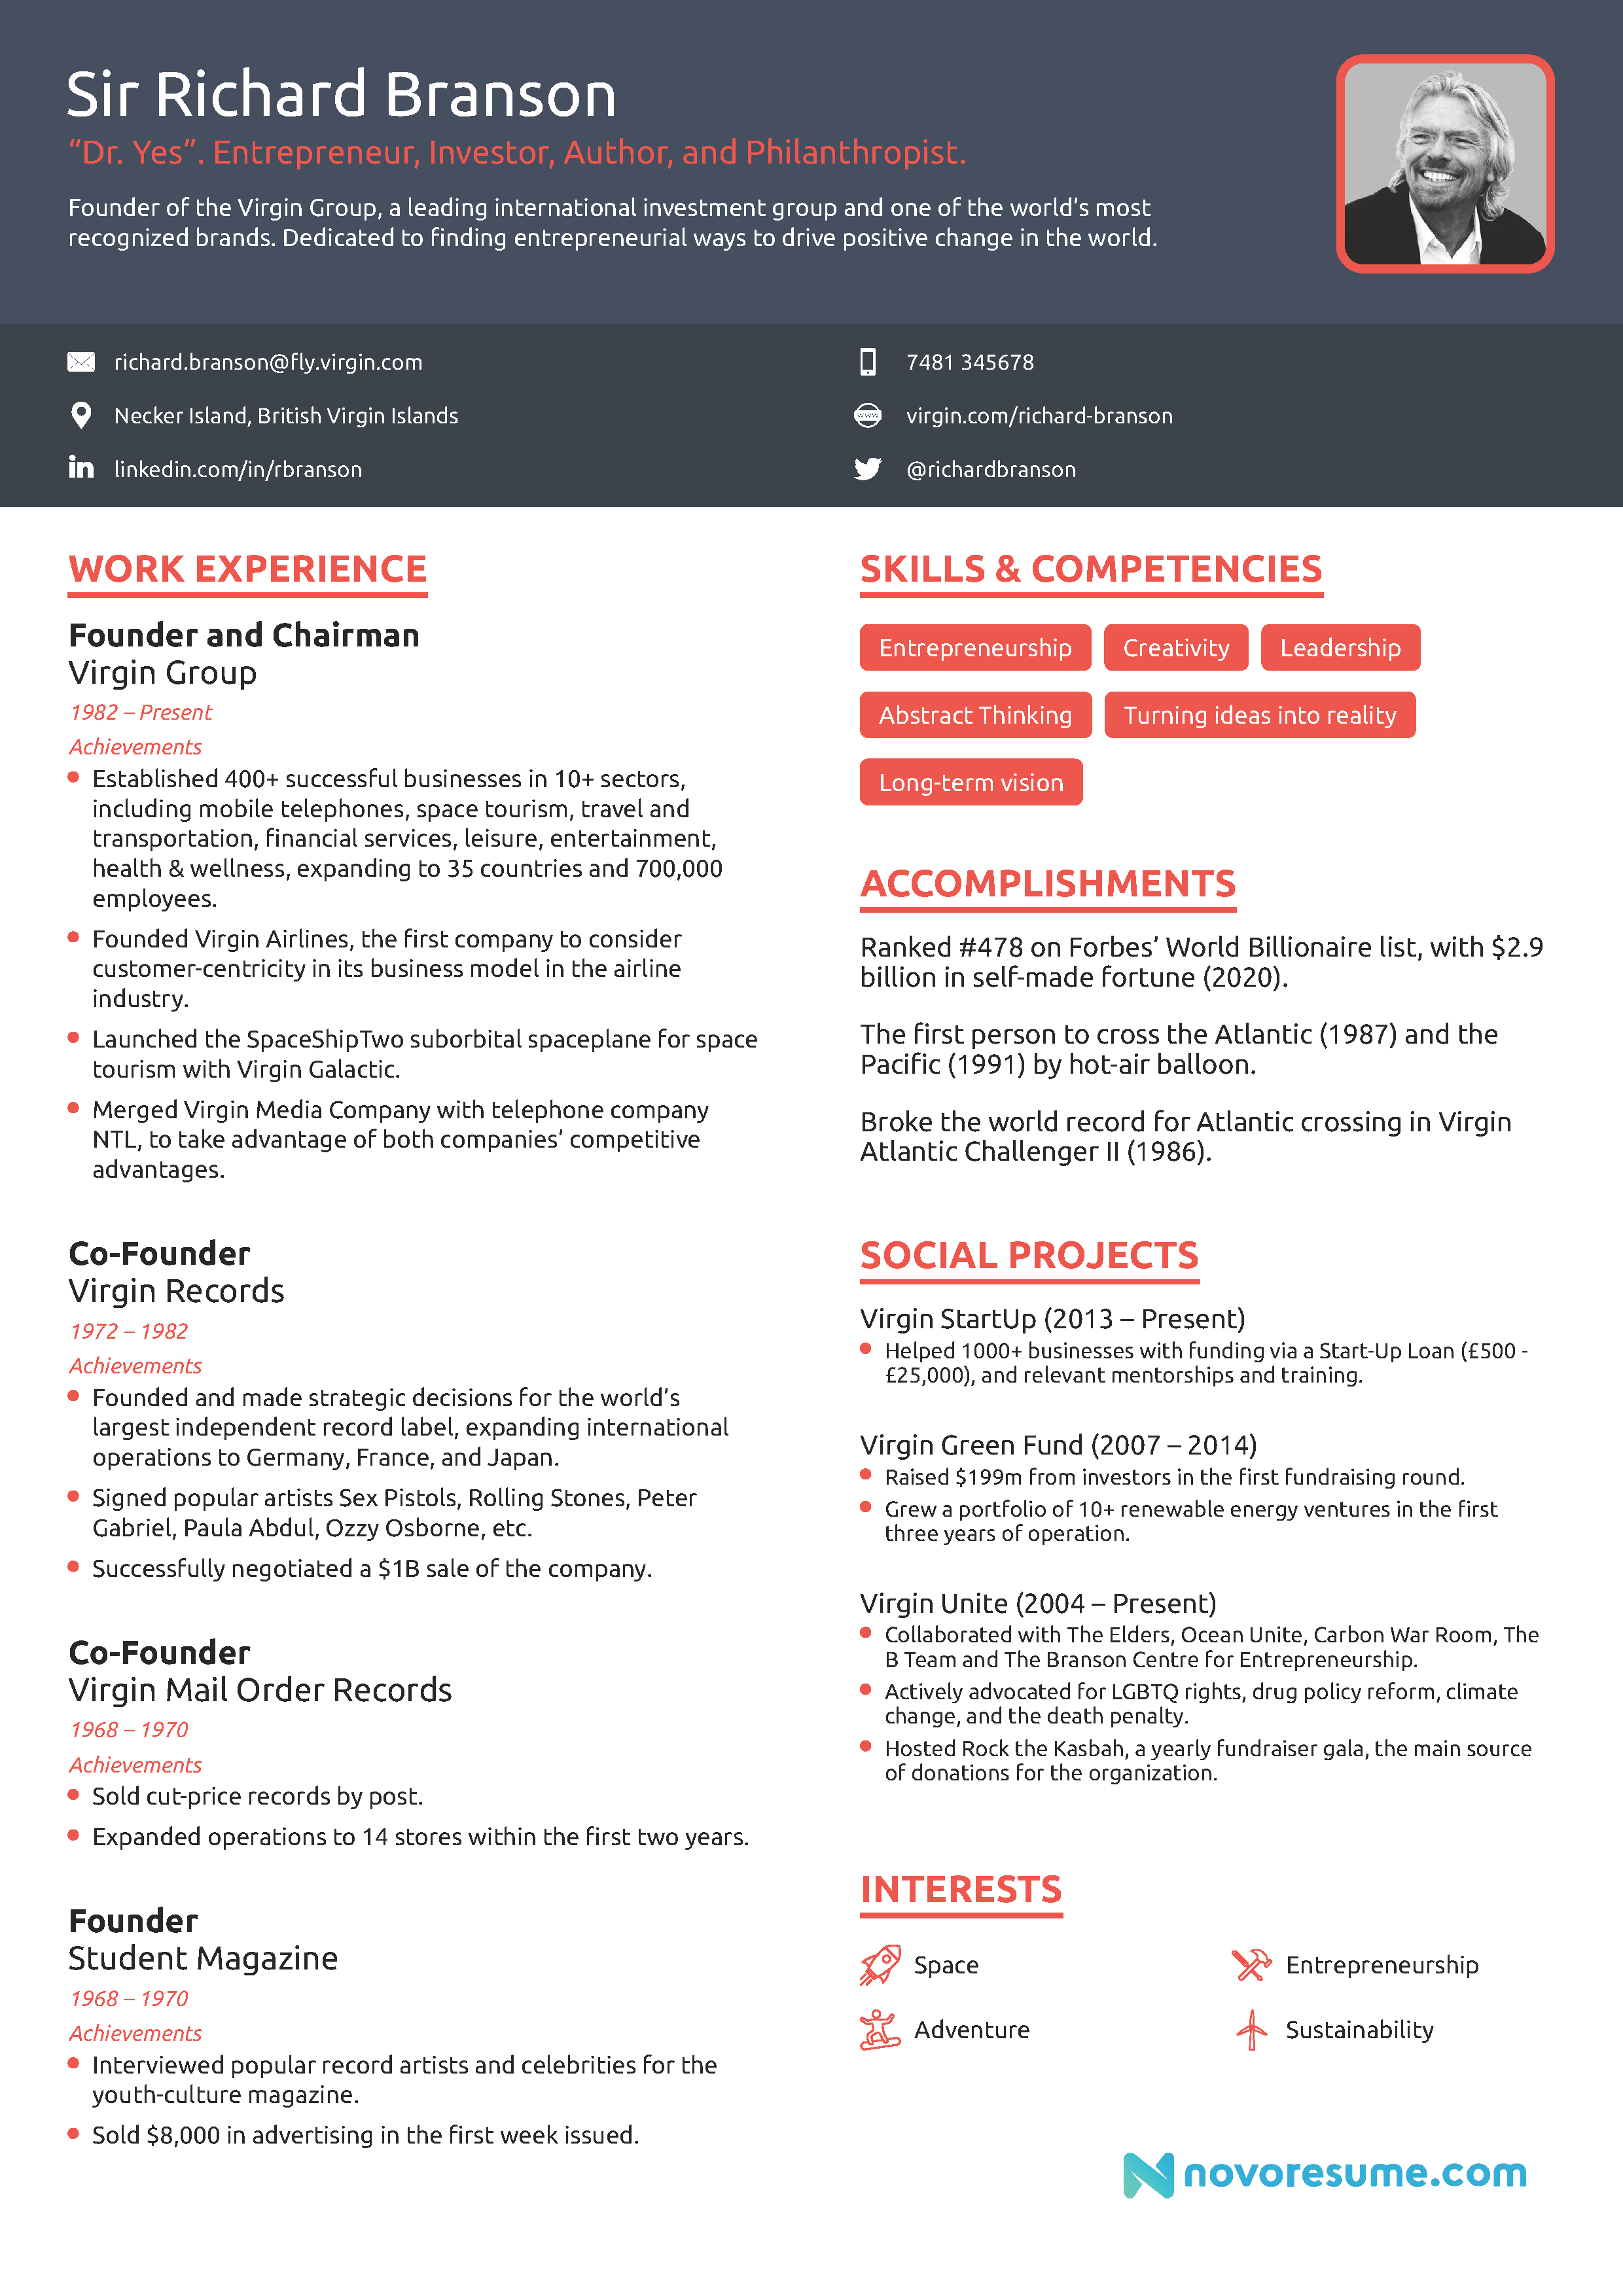 Sir Richard Branson
“Dr. Yes”. Entrepreneur, Investor, Author, and Philanthropist.
Founder of the Virgin Group, a leading international investment group and one of the world’s most
recognized brands. Dedicated to finding entrepreneurial ways to drive positive change in the world.
richard.branson@fly.virgin.com
7481 345678
Necker Island, British Virgin Islands
www
virgin.com/richard-branson
in
linkedin.com/in/rbranson
@richardbranson
WORK EXPERIENCE
Founder and Chairman
Virgin Group
1982 – Present
Achievements
Established 400+ successful businesses in 10+ sectors,
including mobile telephones, space tourism, travel and
transportation, financial services, leisure, entertainment,
health & wellness, expanding to 35 countries and 700,000
employees.
Founded Virgin Airlines, the first company to consider
customer-centricity in its business model in the airline
industry.
Launched the SpaceShipTwo suborbital spaceplane for space
tourism with Virgin Galactic.
Merged Virgin Media Company with telephone company
NTL, to take advantage of both companies’ competitive
advantages.
Co-Founder
Virgin Records
1972 – 1982
Achievements
Founded and made strategic decisions for the world’s
largest independent record label, expanding international
operations to Germany, France, and Japan.
Signed popular artists Sex Pistols, Rolling Stones, Peter
Gabriel, Paula Abdul, Ozzy Osborne, etc.
Successfully negotiated a $1B sale of the company.
Co-Founder
Virgin Mail Order Records
1968 – 1970
Achievements
Sold cut-price records by post.
Expanded operations to 14 stores within the first two years.
Founder
Student Magazine
1968 – 1970
Achievements
Interviewed popular record artists and celebrities for the
youth-culture magazine.
Sold $8,000 in advertising in the first week issued.
SKILLS & COMPETENCIES
Entrepreneurship Creativity Leadership
Abstract Thinking Turning ideas into reality
Long-term vision
ACCOMPLISHMENTS
Ranked #478 on Forbes’ World Billionaire list, with $2.9
billion in self-made fortune (2020).
The first person to cross the Atlantic (1987) and the
Pacific (1991) by hot-air balloon.
Broke the world record for Atlantic crossing in Virgin
Atlantic Challenger II (1986).
SOCIAL PROJECTS
Virgin StartUp (2013 – Present)
Helped 1000+ businesses with funding via a Start-Up Loan (£500 -
£25,000), and relevant mentorships and training.
Virgin Green Fund (2007 – 2014)
Raised $199m from investors in the first fundraising round.
Grew a portfolio of 10+ renewable energy ventures in the first
three years of operation.
Virgin Unite (2004 – Present)
Collaborated with The Elders, Ocean Unite, Carbon War Room, The
B Team and The Branson Centre for Entrepreneurship.
Actively advocated for LGBTQ rights, drug policy reform, climate
change, and the death penalty.
Hosted Rock the Kasbah, a yearly fundraiser gala, the main source
of donations for the organization.
INTERESTS
Space
Entrepreneurship
Adventure
Sustainability
novoresume.com